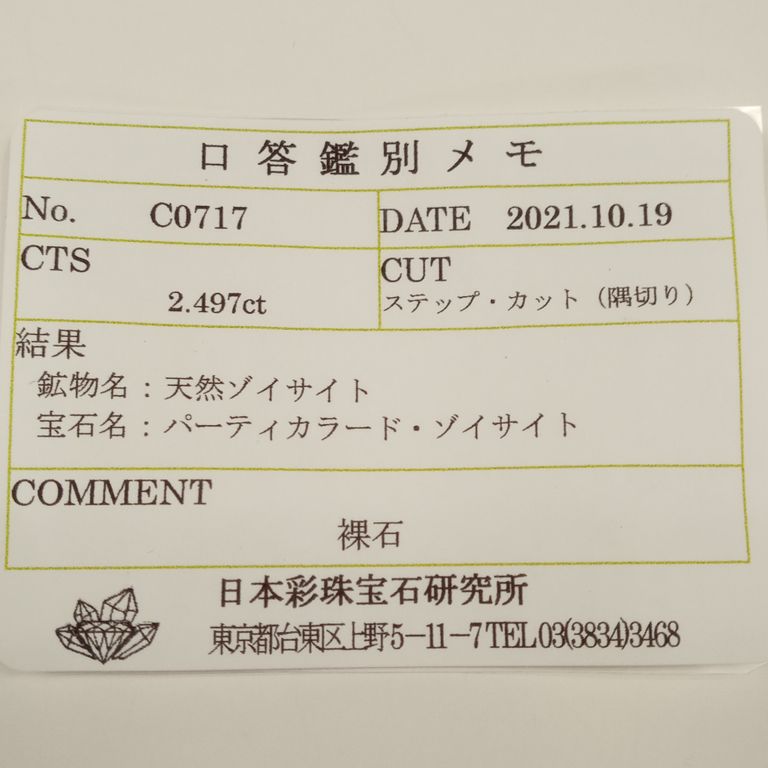 口答鑑別メモ
No. C0717 DATE 2021.10.19
CTS CUT
2.497ct ステップ・カット（隅切り）
結果
鉱物名：天然ゾイサイト
宝石名：パーティカラード・ゾイサイト
COMMENT
裸石
日本彩珠宝石研究所
東京都台東区上野5－11－7 TEL 03(3834)3468